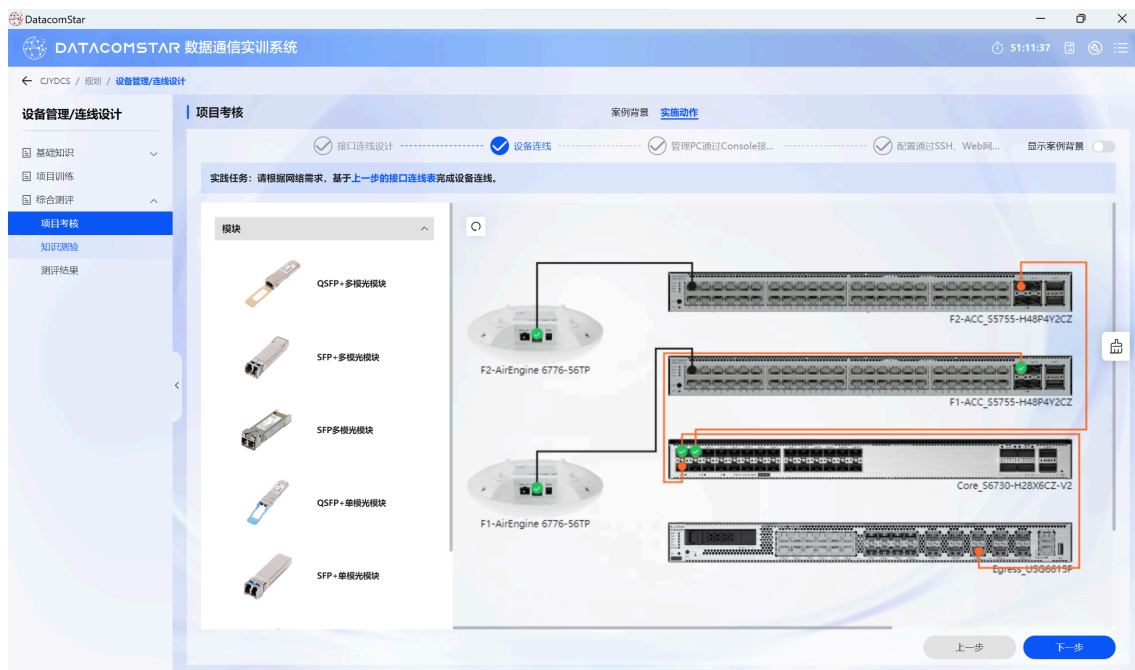 DatacomStar
DATACOMSTAR 数据通信实训系统
51:11:37
CJYDCS / 规划 / 设备管理/连线设计
设备管理/连线设计
基础知识
项目训练
综合测评
项目考核
知识测验
测评结果
项目考核
案例背景 实施动作
接口连线设计 设备连线 管理PC通过Console接... 配置通过SSH、Web网... 显示案例背景
实践任务：请根据网络需求，基于上一步的接口连线表完成设备连线。
模块
QSFP+多模光模块
SFP+多模光模块
SFP多模光模块
QSFP+单模光模块
SFP+单模光模块
F2-ACC_S5755-H48P4Y2CZ
F2-AirEngine 6776-56TP
F1-ACC_S5755-H48P4Y2CZ
Core_S6730-H28X6CZ-V2
F1-AirEngine 6776-56TP
Egress_USG6615F
上一步 下一步